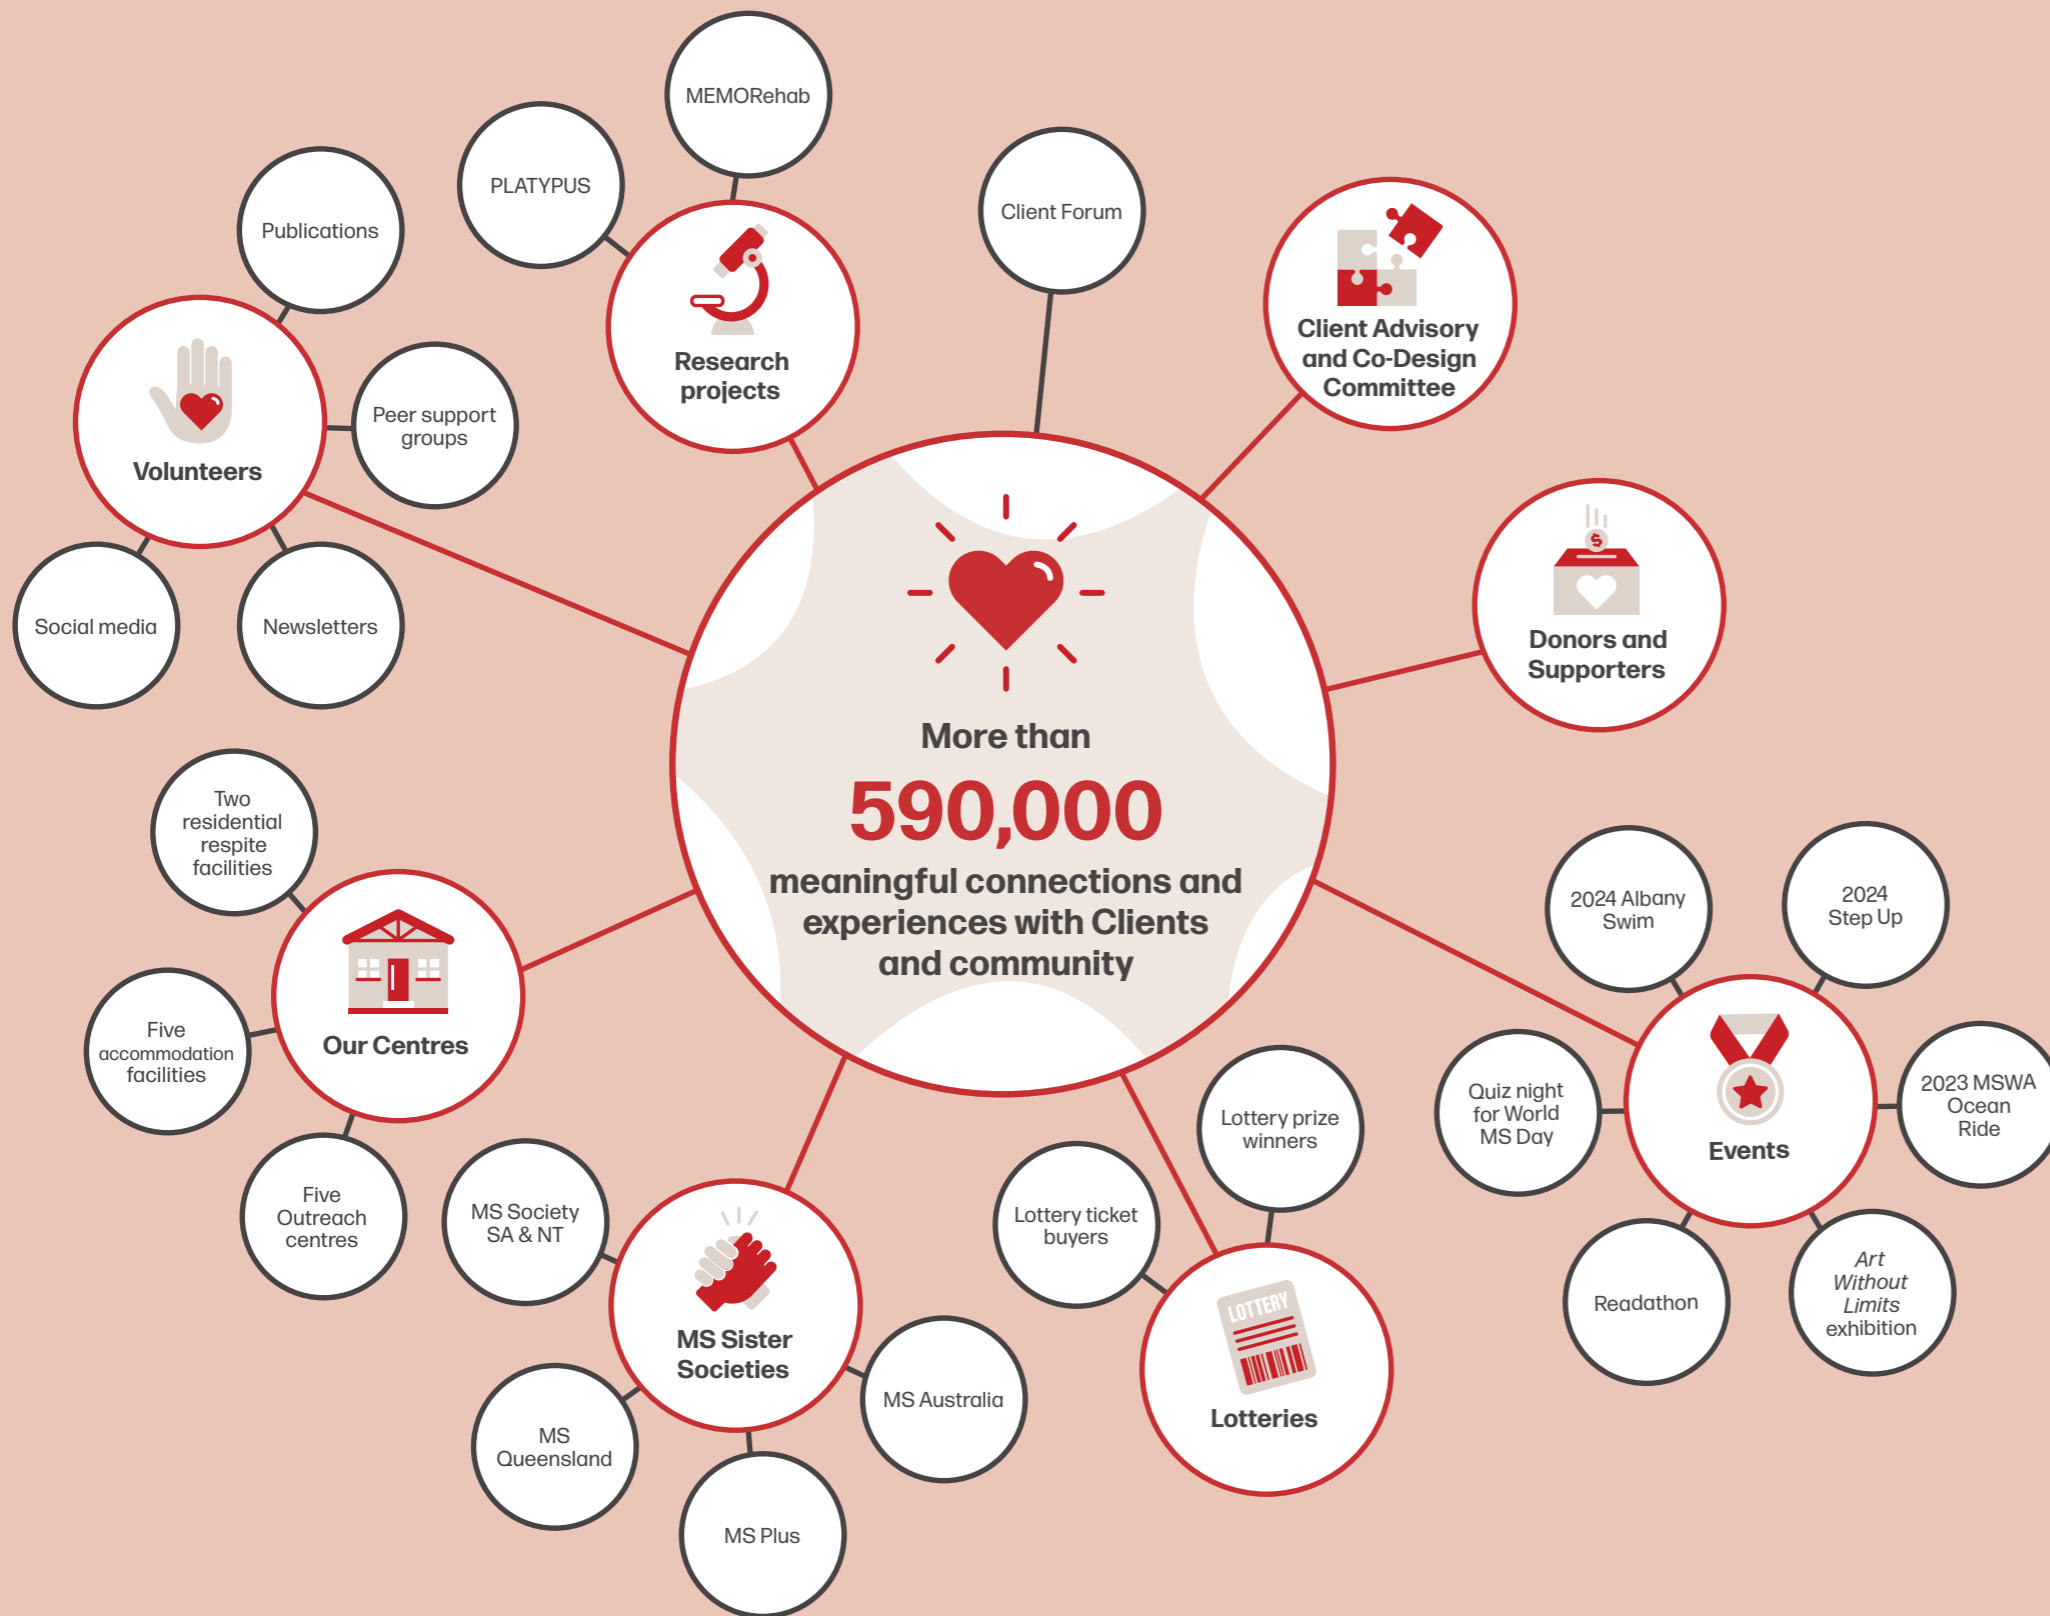 MEMORehab
PLATYPUS
Publications
Client Forum
Research
projects
Client Advisory
and Co-Design
Committee
Volunteers
Peer support
groups
Social media
Newsletters
$
Donors and
Supporters
More than
590,000
meaningful connections and
experiences with Clients
and community
Two
residential
respite
facilities
Five
accommodation
facilities
Our Centres
Five
Outreach
centres
MS Society
SA & NT
MS Sister
Societies
MS
Queensland
MS Plus
MS Australia
Lottery ticket
buyers
Lottery prize
winners
LOTTERY
Lotteries
2024 Albany
Swim
2024
Step Up
Quiz night
for World
MS Day
Events
2023 MSWA
Ocean
Ride
Readathon
Art
Without
Limits
exhibition